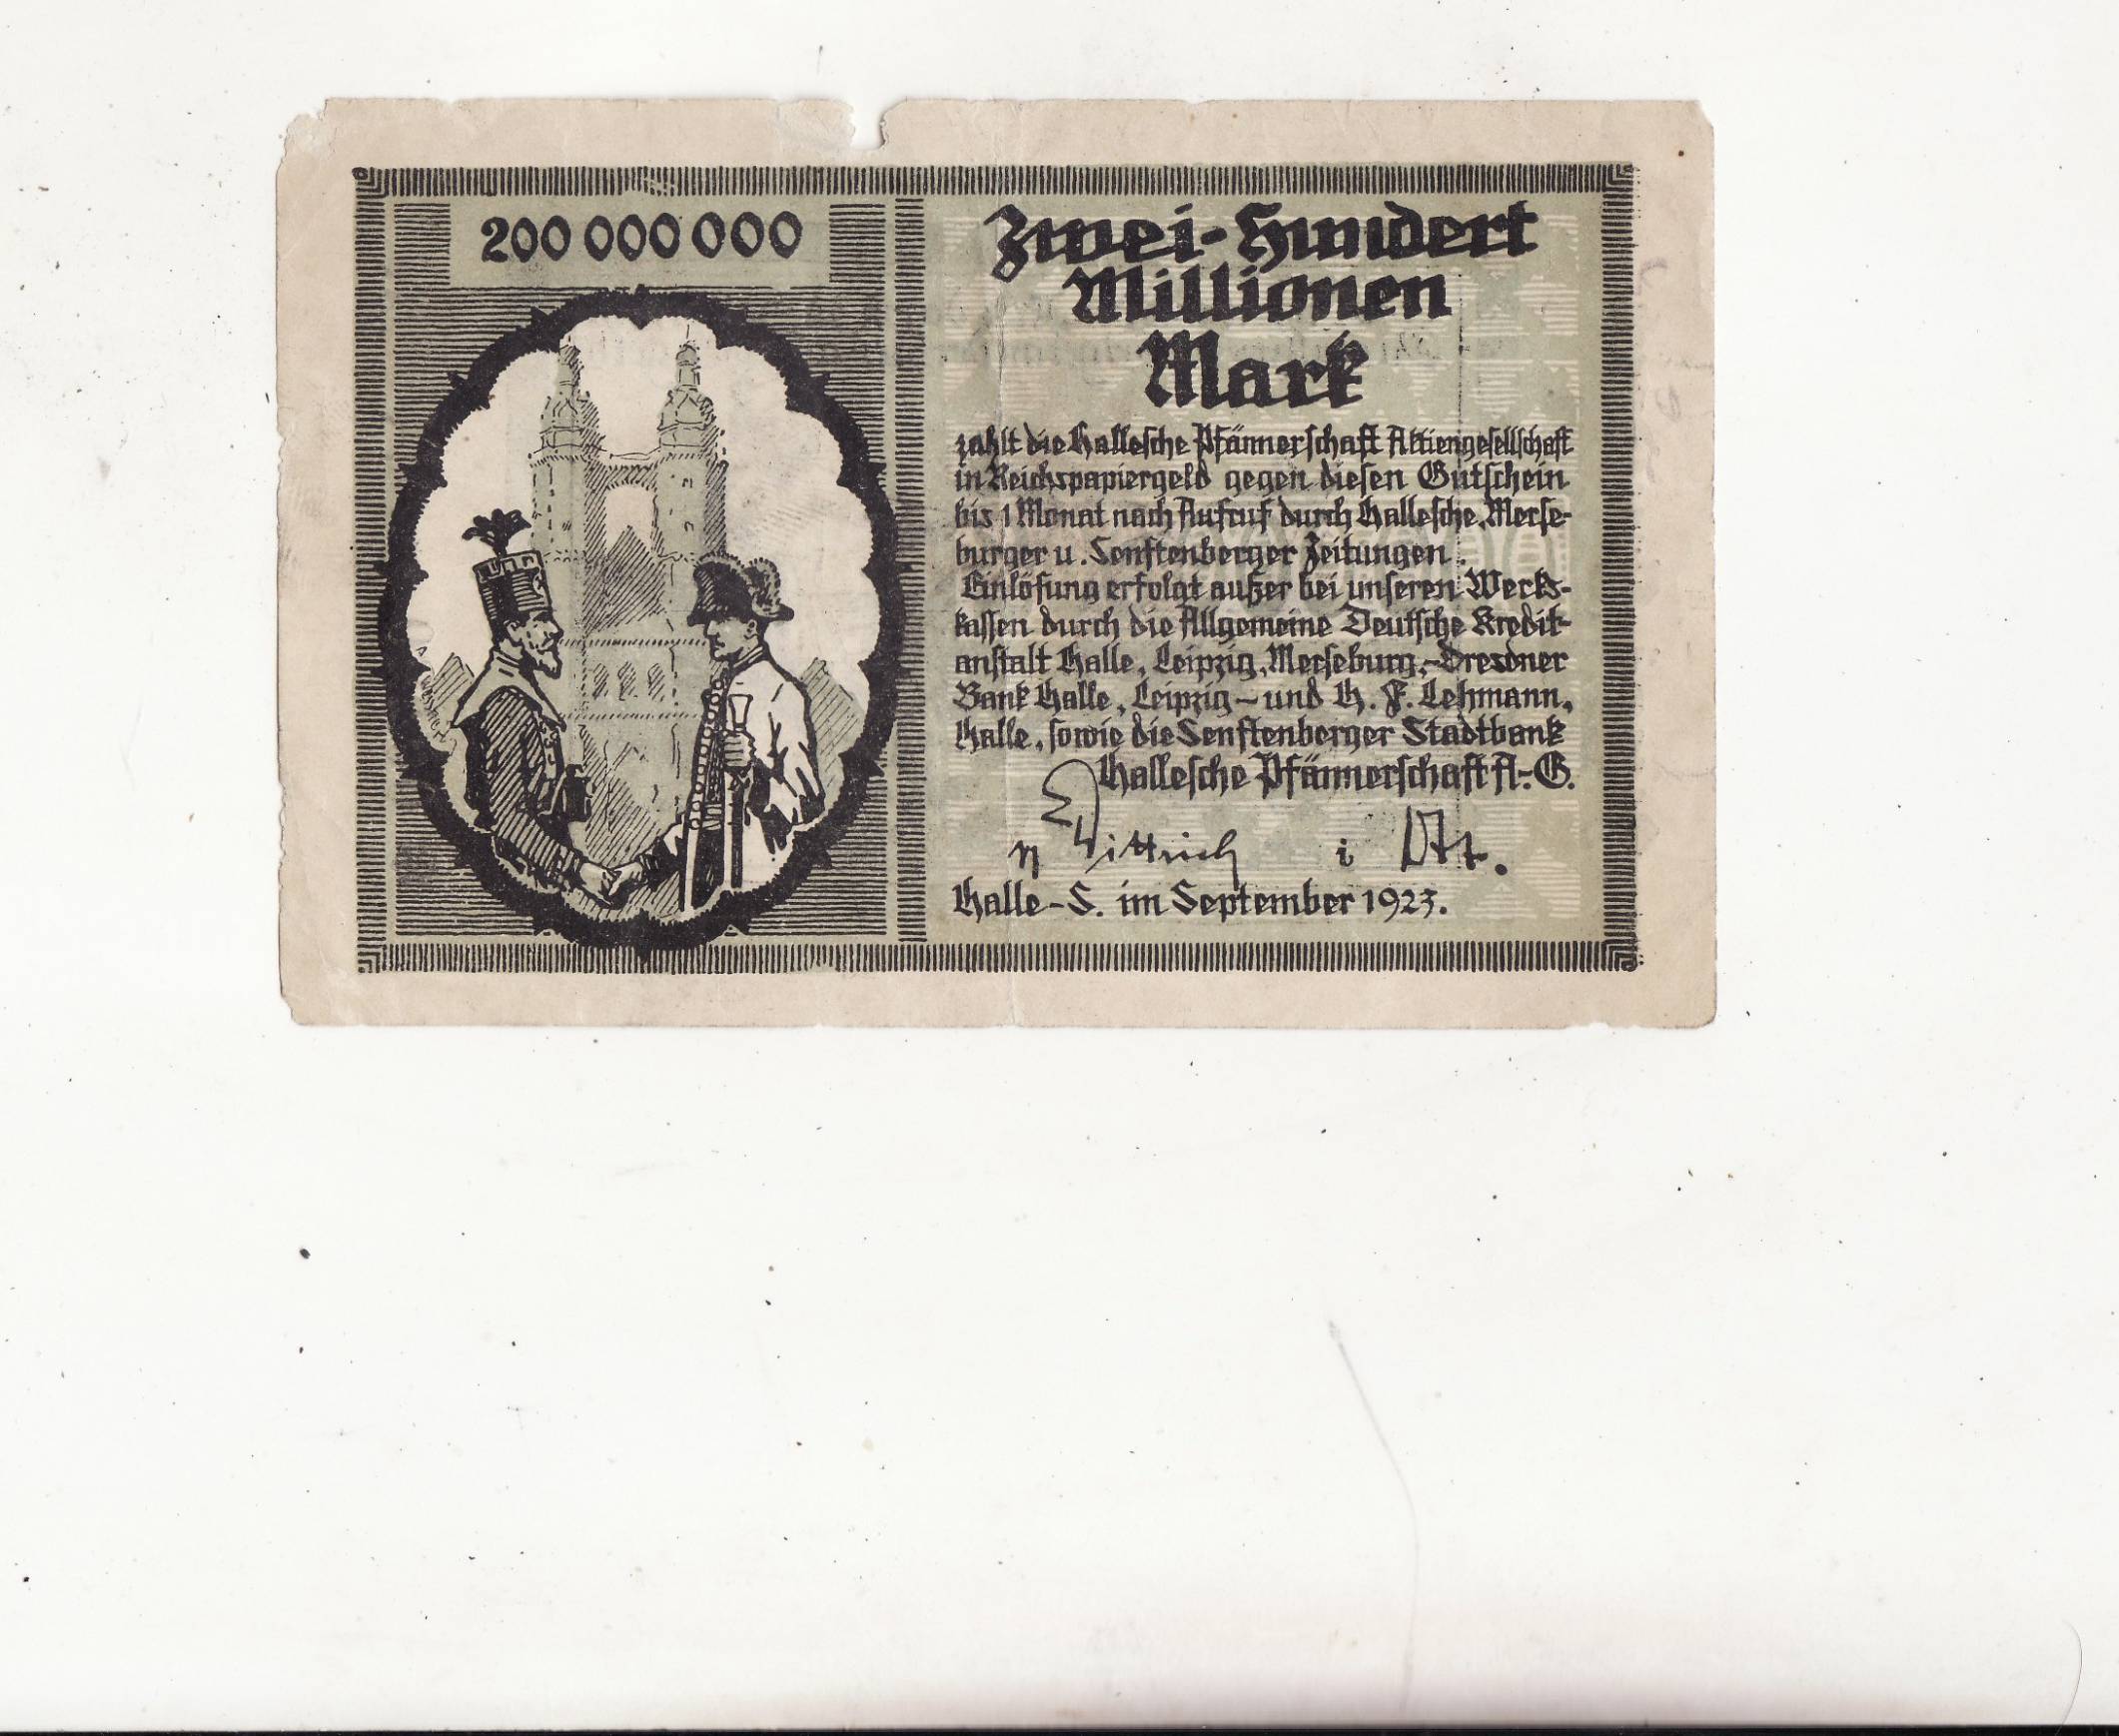 200 000 000
Zwei-Hundert
Millionen
Mark
zahlt die Hallesche Pfännerschaft Aktiengesellschaft
in Reichspapiergeld gegen diesen Gutschein
bis 1 Monat nach Aufruf durch Hallesche, Merse-
burger u. Senftenberger Zeitungen.
Einlösung erfolgt außer bei unseren Werks-
kassen durch die Allgemeine Deutsche Kredit-
anstalt Halle, Leipzig, Merseburg,-Dresdner
Bank Halle, Leipzig-und H. F. Lehmann,
Halle, sowie die Senftenberger Stadtbank
Hallesche Pfännerschaft A.-G.
Halle-S. im September 1923.